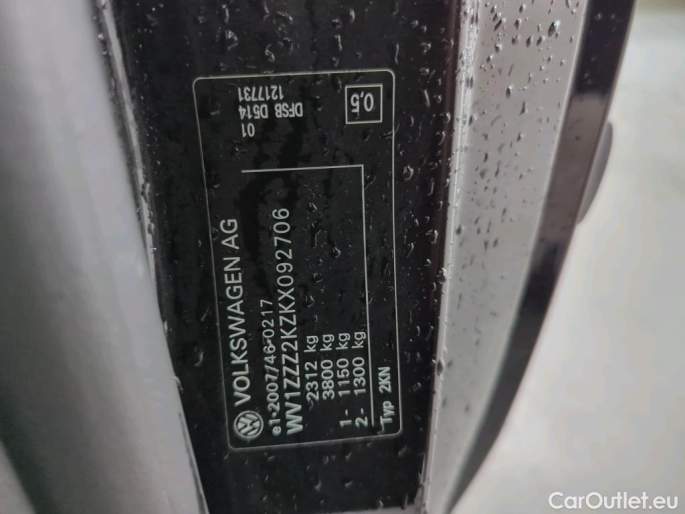 VOLKSWAGEN AG
e1*2007/46*0217
WV1ZZZ2KZKX092706
2312 kg
3800 kg
1- 1150 kg
2- 1300 kg
Typ 2KN
01
DFSB D514
1217731
0,5
CarOutlet.eu